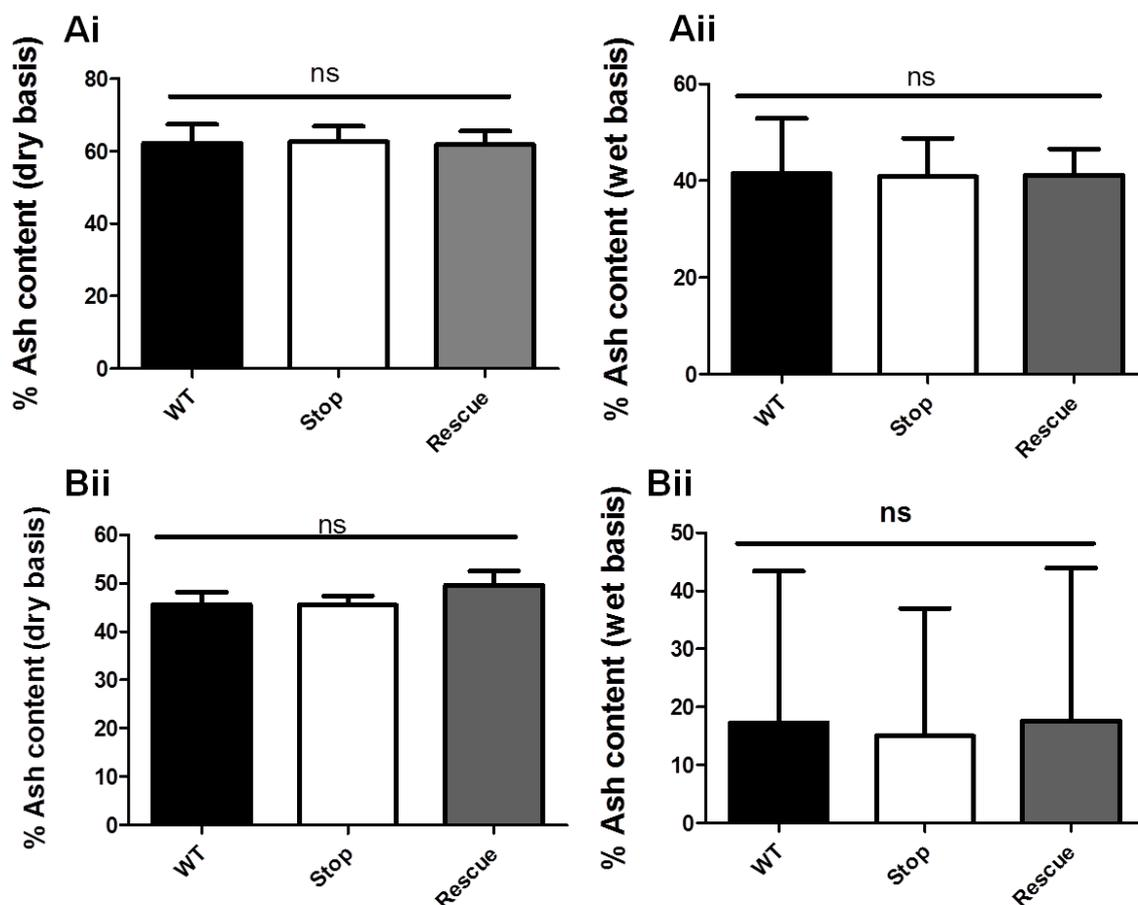 Ai
% Ash content (dry basis)
ns
80
60
40
20
0
WT
Stop
Rescue
Aii
% Ash content (wet basis)
ns
60
40
20
0
WT
Stop
Rescue
Bii
% Ash content (dry basis)
ns
60
50
40
30
20
10
0
WT
Stop
Rescue
Bii
% Ash content (wet basis)
ns
50
40
30
20
10
0
WT
Stop
Rescue